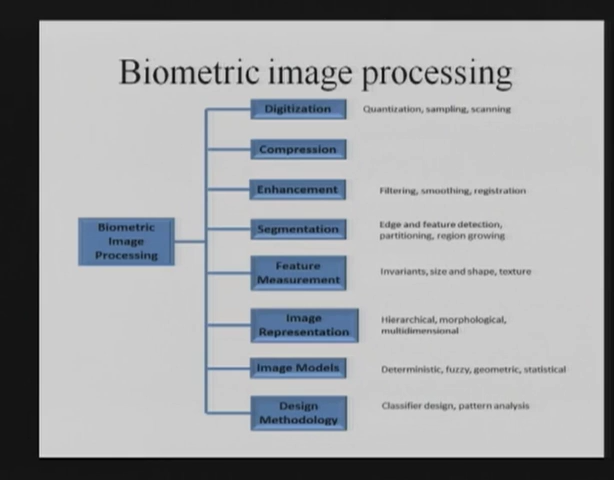 Biometric image processing
Digitization
Quantization, sampling, scanning
Compression
Enhancement
Filtering, smoothing, registration
Biometric
Image
Processing
Segmentation
Edge and feature detection,
partitioning, region growing
Feature
Measurement
Invariants, size and shape, texture
Image
Representation
Hierarchical, morphological,
multidimensional
Image Models
Deterministic, fuzzy, geometric, statistical
Design
Methodology
Classifier design, pattern analysis